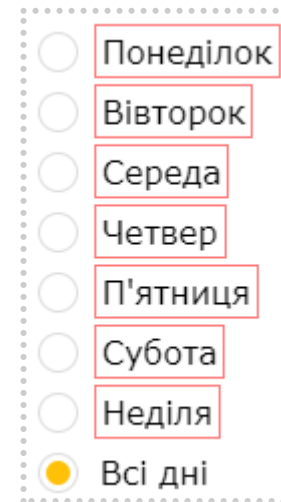 Понеділок
Вівторок
Середа
Четвер
П'ятниця
Субота
Неділя
Всі дні